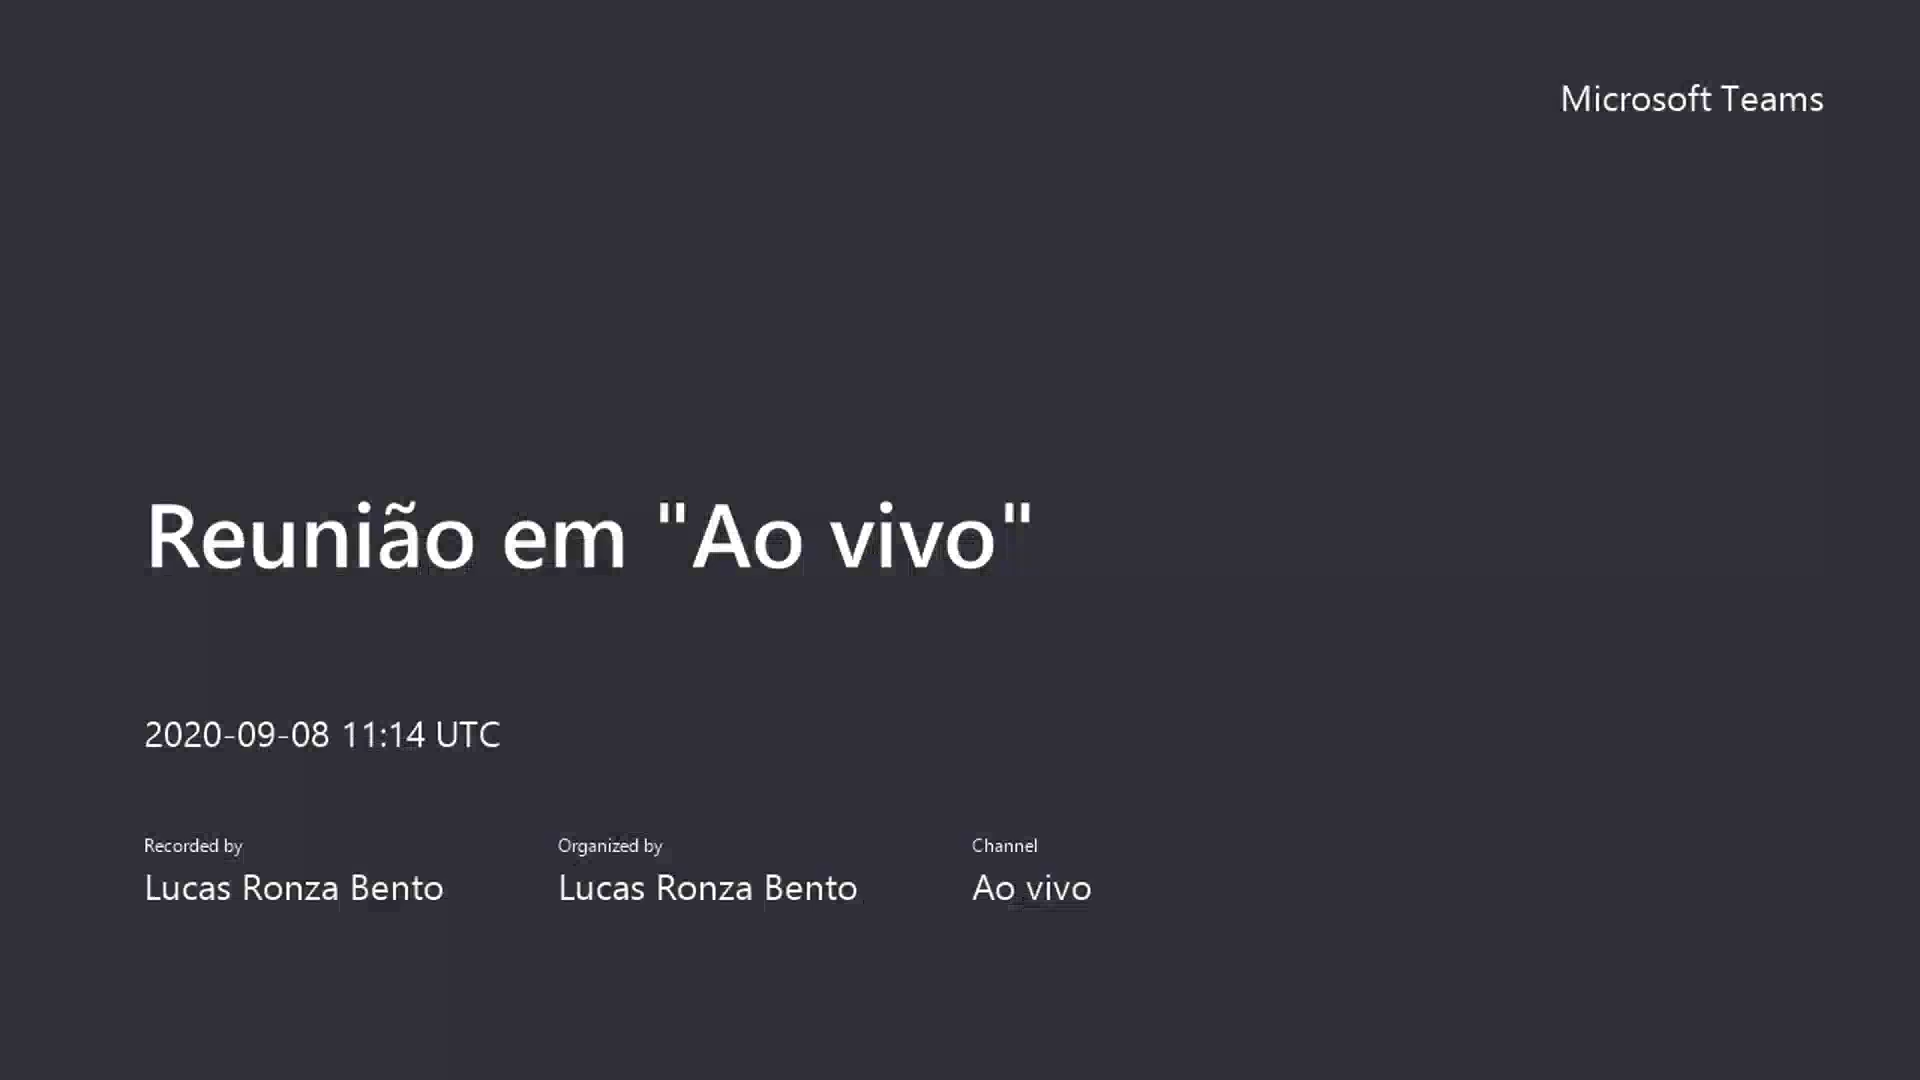 Microsoft Teams
Reunião em "Ao vivo"
2020-09-08 11:14 UTC
Recorded by
Lucas Ronza Bento
Organized by
Lucas Ronza Bento
Channel
Ao vivo